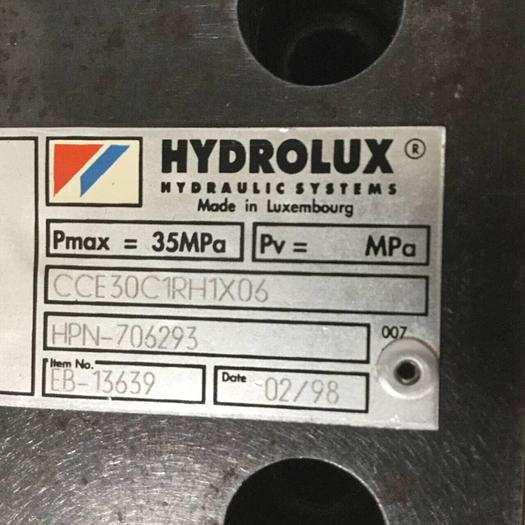 HYDROLUX ®
HYDRAULIC SYSTEMS
Made in Luxembourg
Pmax = 35MPa Pv = MPa
CCE30C1RH1X06
HPN-706293 007
Item No. EB-13639 Date 02/98